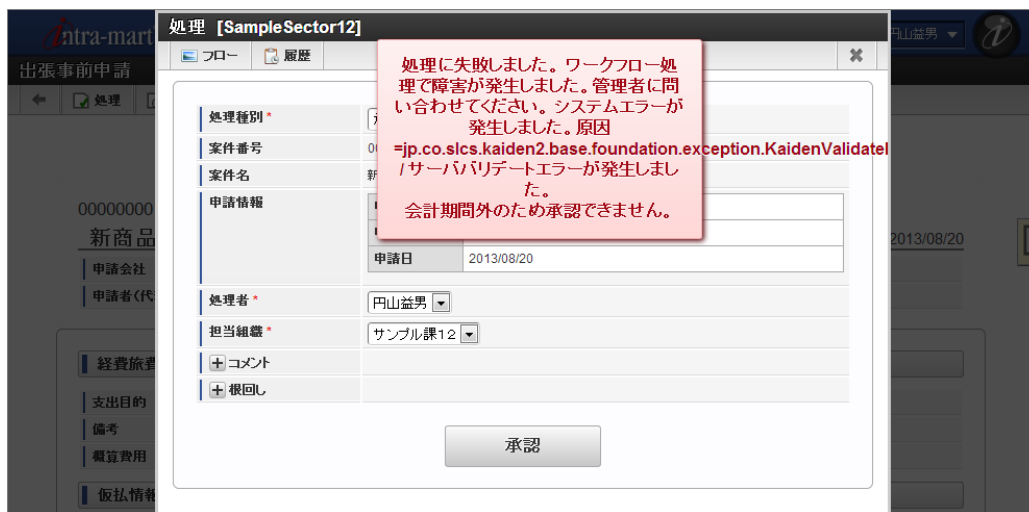 intra-mart
処理 [SampleSector12]
円山益男
出張事前申請
フロー
履歴
処理
処理に失敗しました。ワークフロー処
理で障害が発生しました。管理者に問
い合わせてください。システムエラーが
発生しました。原因
=jp.co.slcs.kaiden2.base.foundation.exception.KaidenValidateI
/サーババリデートエラーが発生しまし
た。
会計期間外のため承認できません。
処理種別*
案件番号
案件名
申請情報
申請日 2013/08/20
00000000
新商品
2013/08/20
申請会社
申請者(代
処理者* 円山益男
担当組織* サンプル課12
コメント
根回し
承認
経費旅費
支出目的
備考
概算費用
仮払情報